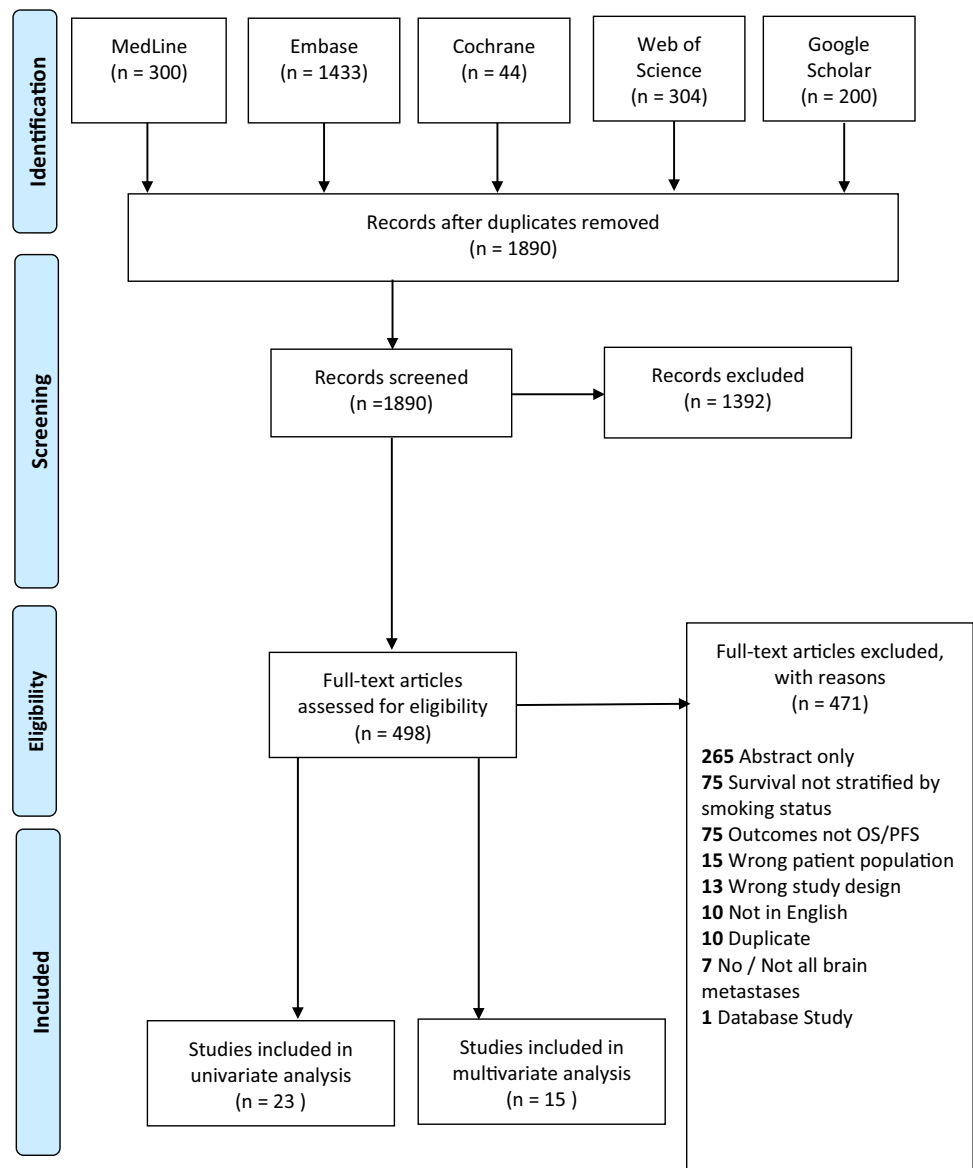 Identification
MedLine
(n = 300)
Embase
(n = 1433)
Cochrane
(n = 44)
Web of
Science
(n = 304)
Google
Scholar
(n = 200)
Records after duplicates removed
(n = 1890)
Screening
Records screened
(n =1890)
Records excluded
(n = 1392)
Eligibility
Full-text articles
assessed for eligibility
(n = 498)
Full-text articles excluded,
with reasons
(n = 471)
265 Abstract only
75 Survival not stratified by
smoking status
75 Outcomes not OS/PFS
15 Wrong patient population
13 Wrong study design
10 Not in English
10 Duplicate
7 No / Not all brain
metastases
1 Database Study
Included
Studies included in
univariate analysis
(n = 23 )
Studies included in
multivariate analysis
(n = 15 )